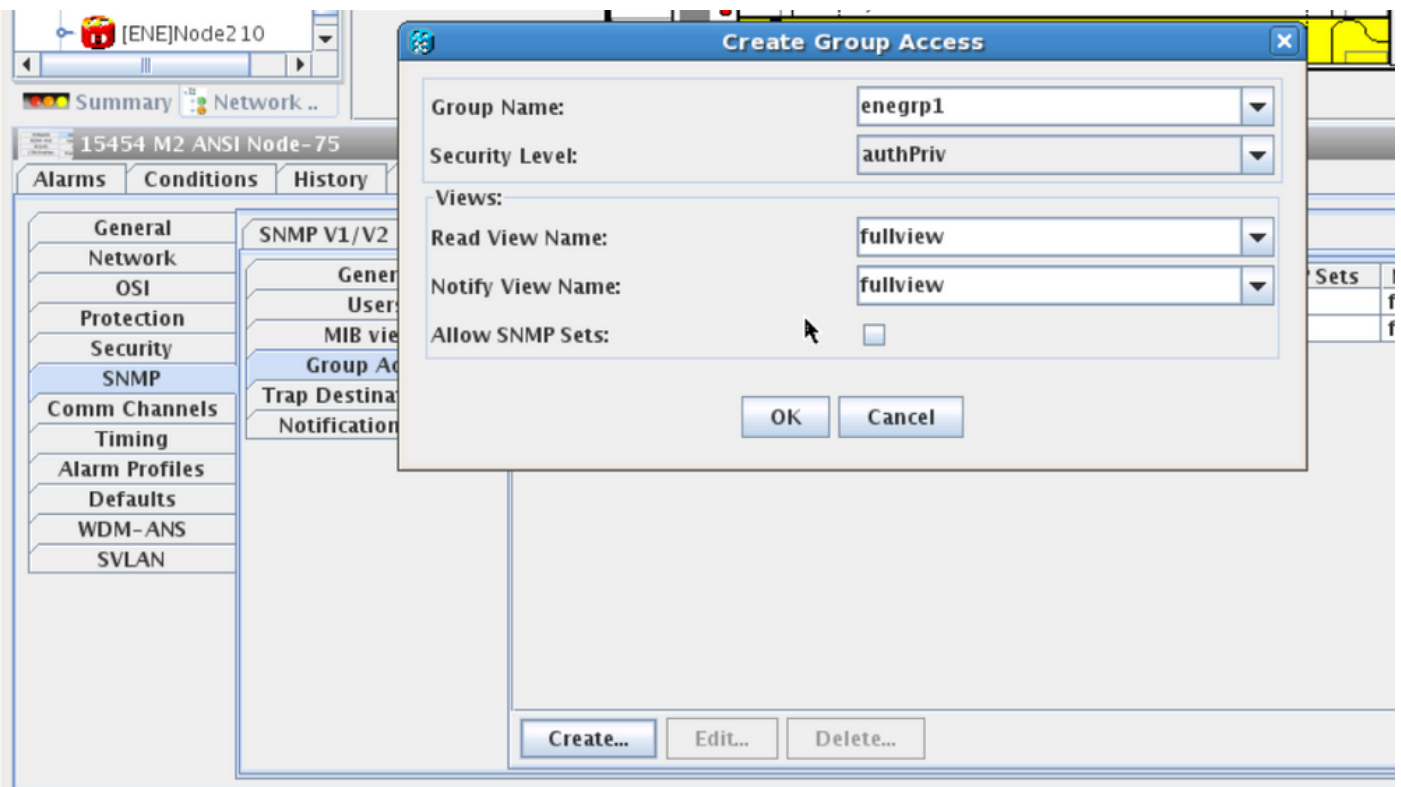 [ENE]Node210
Summary
Network ..
15454 M2 ANSI Node-75
Alarms
Conditions
History
General
Network
OSI
Protection
Security
SNMP
Comm Channels
Timing
Alarm Profiles
Defaults
WDM-ANS
SVLAN
SNMP V1/V2
Gener
User
MIB vie
Group Ac
Trap Destina
Notification
Create Group Access
Group Name:
enegrp1
Security Level:
authPriv
Views:
Read View Name:
fullview
Notify View Name:
fullview
Allow SNMP Sets:
OK
Cancel
Sets
f
f
Create...
Edit...
Delete...